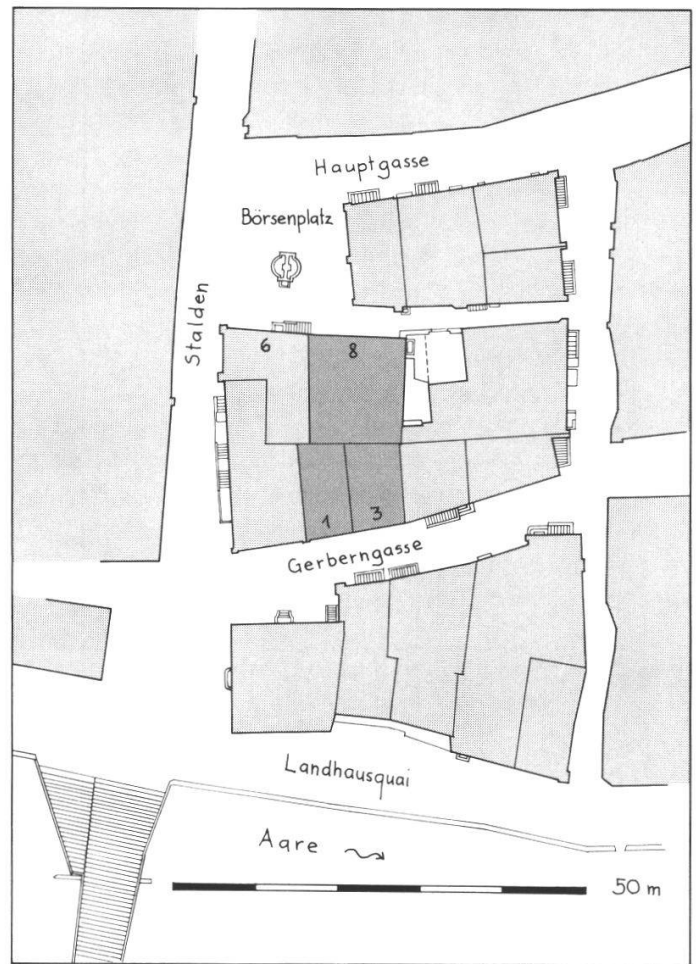 Hauptgasse
Börsenplatz
Stalden
6
8
1
3
Gerberngasse
Landhausquai
Aare
50 m